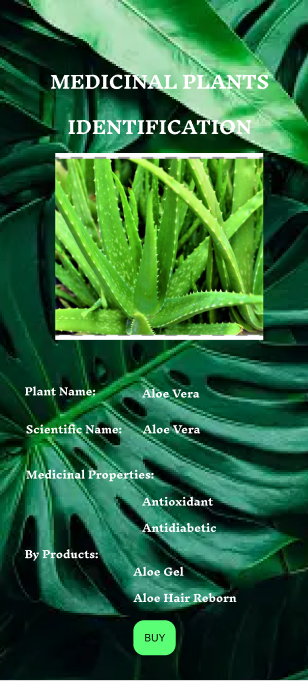 MEDICINAL PLANTS
IDENTIFICATION
Plant Name: Aloe Vera
Scientific Name: Aloe Vera
Medicinal Properties:
Antioxidant
Antidiabetic
By Products:
Aloe Gel
Aloe Hair Reborn
BUY